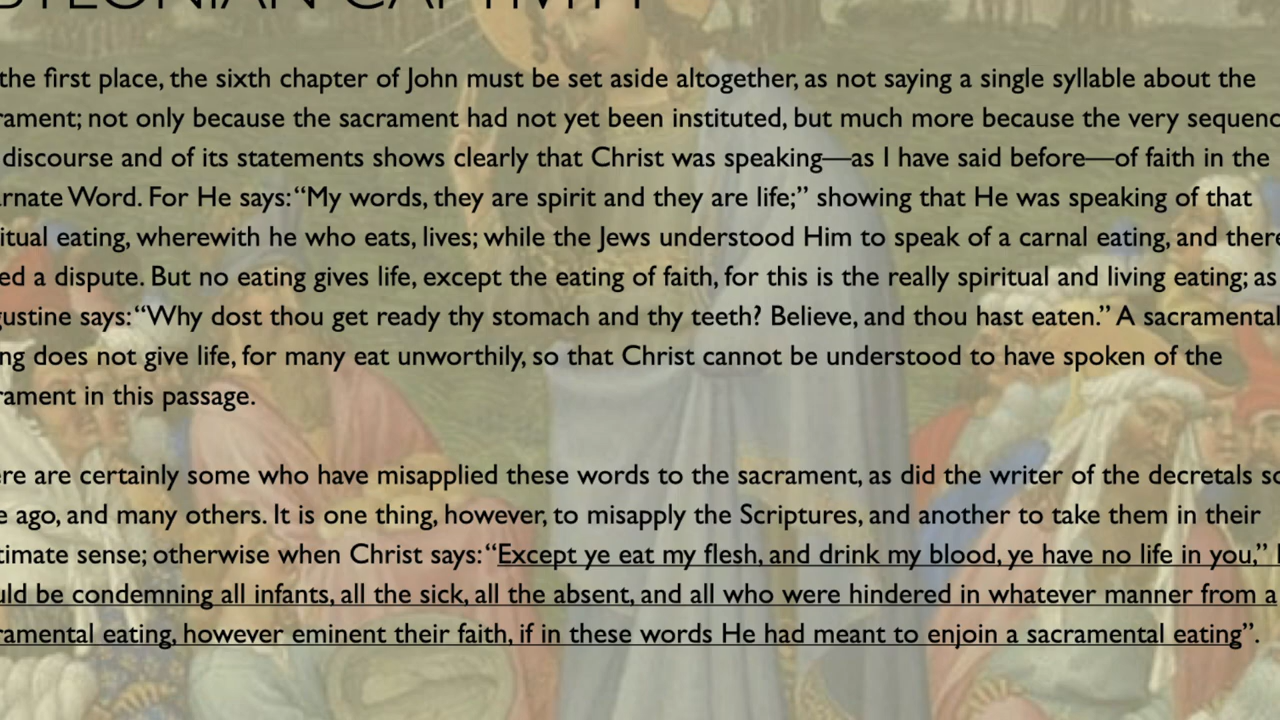 BYLONIAN CAPTIVITY
the first place, the sixth chapter of John must be set aside altogether, as not saying a single syllable about the
rament; not only because the sacrament had not yet been instituted, but much more because the very sequenc
discourse and of its statements shows clearly that Christ was speaking—as I have said before—of faith in the
rnate Word. For He says: “My words, they are spirit and they are life;” showing that He was speaking of that
itual eating, wherewith he who eats, lives; while the Jews understood Him to speak of a carnal eating, and there
ed a dispute. But no eating gives life, except the eating of faith, for this is the really spiritual and living eating; as
gustine says: “Why dost thou get ready thy stomach and thy teeth? Believe, and thou hast eaten.” A sacramental
ng does not give life, for many eat unworthily, so that Christ cannot be understood to have spoken of the
rament in this passage.
ere are certainly some who have misapplied these words to the sacrament, as did the writer of the decretals so
e ago, and many others. It is one thing, however, to misapply the Scriptures, and another to take them in their
timate sense; otherwise when Christ says: “Except ye eat my flesh, and drink my blood, ye have no life in you,”
uld be condemning all infants, all the sick, all the absent, and all who were hindered in whatever manner from a
ramental eating, however eminent their faith, if in these words He had meant to enjoin a sacramental eating”.